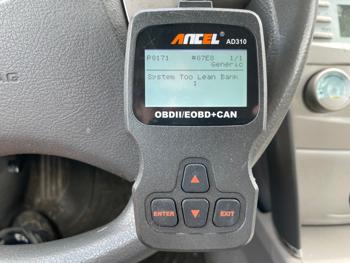 ANCEL
AD310
P0171 #07E8 1/1
Generic
System Too Lean Bank
1
OBDII/EOBD+CAN
ENTER
EXIT